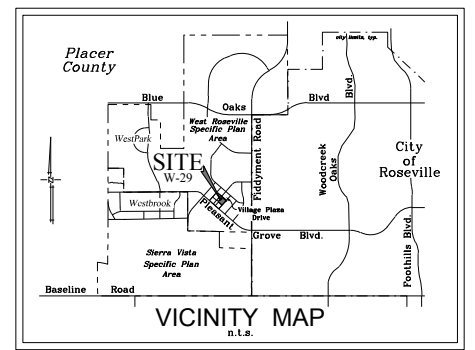 city limits, typ.
Placer
County
Blue Oaks Blvd
Blvd.
West Roseville
Specific Plan
Area
WestPark
Fiddyment Road
Woodcreek
Oaks
City
of
Roseville
SITE
W-29
Westbrook
Village Plaza
Drive
Pleasant
Grove Blvd.
Foothills Blvd.
Sierra Vista
Specific Plan
Area
Baseline Road
VICINITY MAP
n.t.s.
N